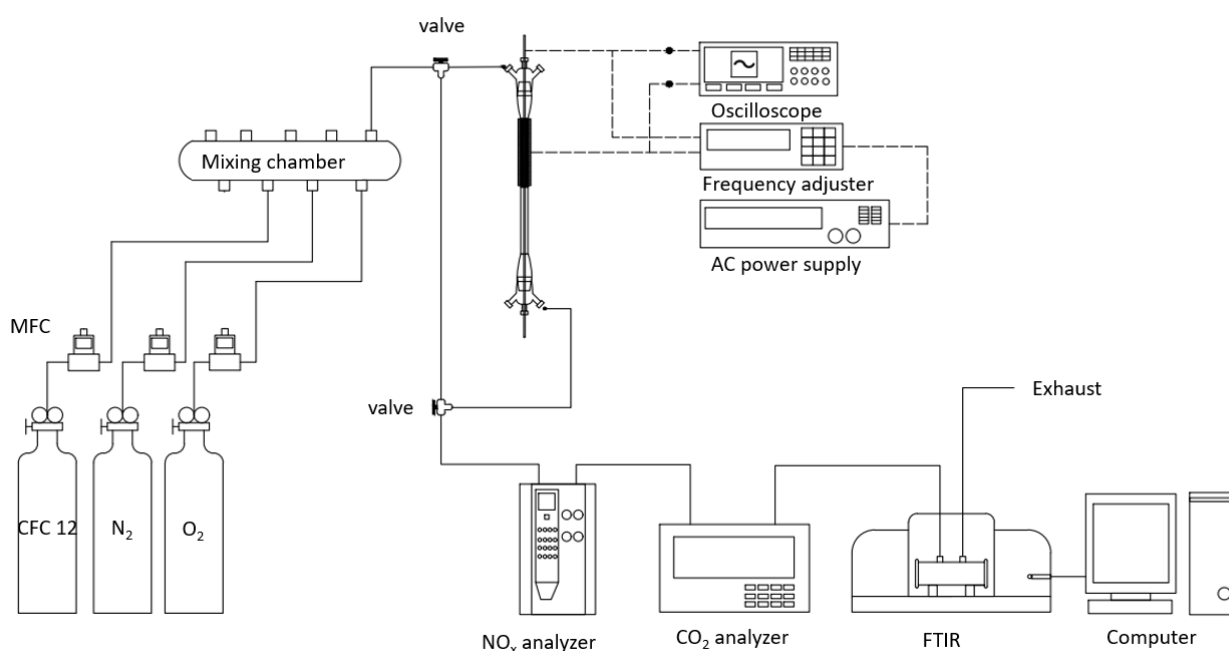 valve
Oscilloscope
Mixing chamber
Frequency adjuster
AC power supply
MFC
valve
Exhaust
CFC 12
N₂
O₂
NOₓ analyzer
CO₂ analyzer
FTIR
Computer